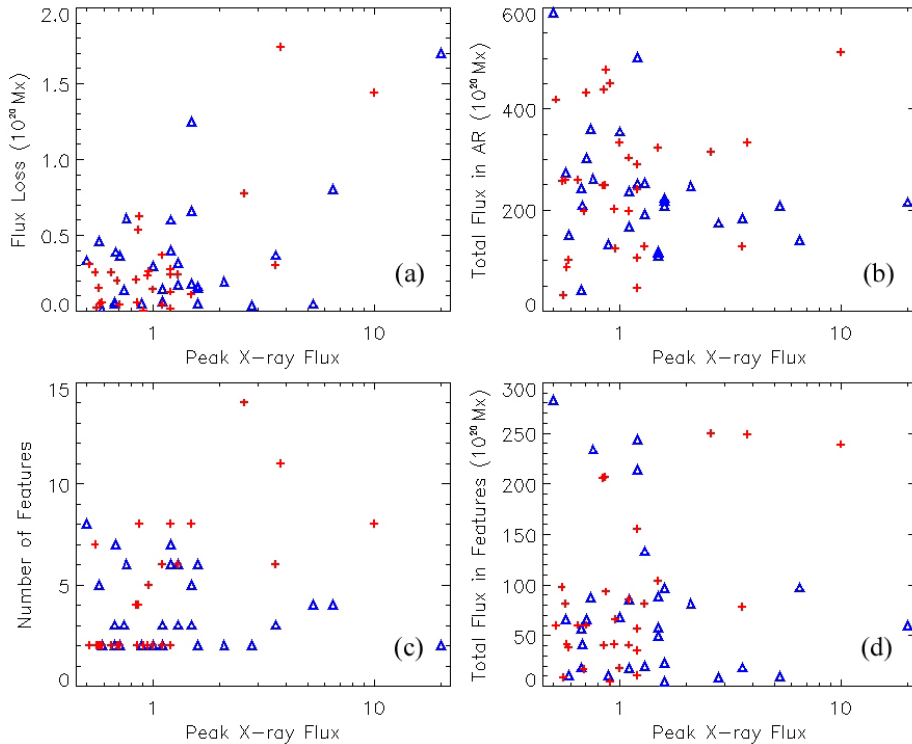 2.0
1.5
1.0
0.5
0.0
Flux Loss (10²⁰ Mx)
(a)
1
10
Peak X-ray Flux
600
400
200
0
Total Flux in AR (10²⁰ Mx)
(b)
1
10
Peak X-ray Flux
15
10
5
0
Number of Features
(c)
1
10
Peak X-ray Flux
300
250
200
150
100
50
0
Total Flux in Features (10²⁰ Mx)
(d)
1
10
Peak X-ray Flux